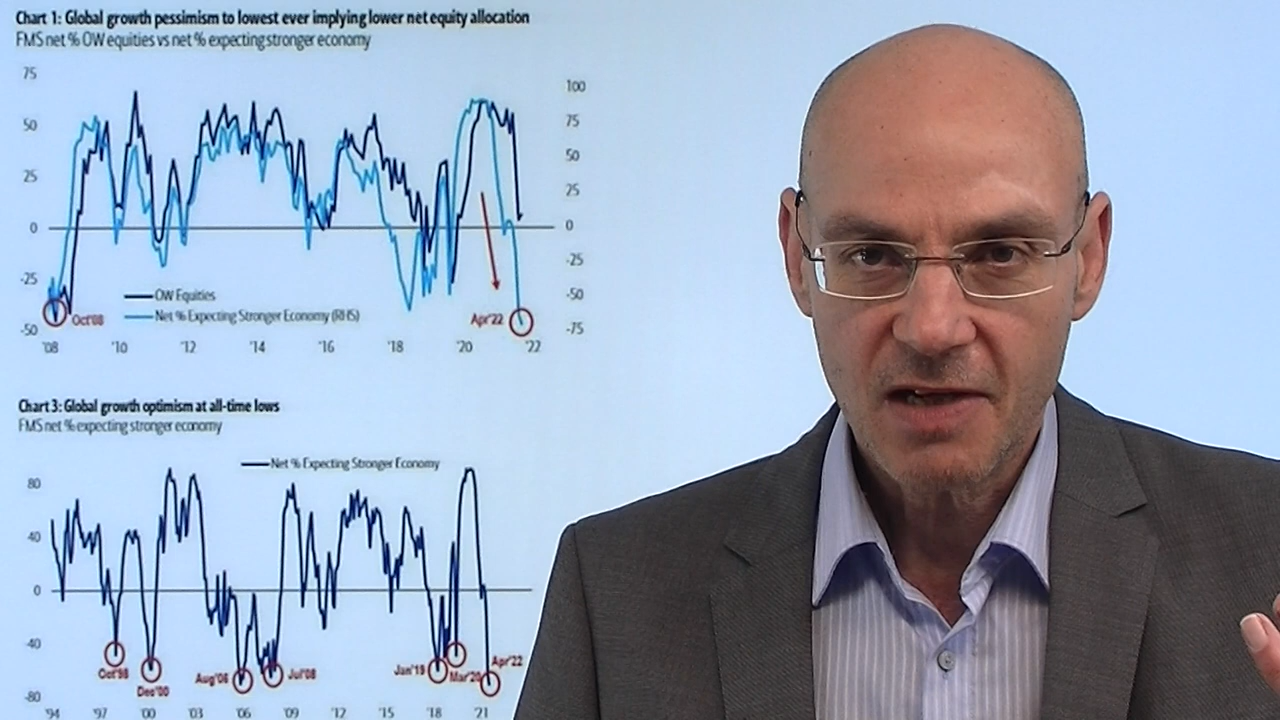 Chart 1: Global growth pessimism to lowest ever implying lower net equity allocation
FMS net % OW equities vs net % expecting stronger economy
75
100
50
75
50
25
25
0
0
-25
-25
-50
-50
-75
OW Equities
Net % Expecting Stronger Economy (RHS)
Oct'08
Apr'22
'08 '10 '12 '14 '16 '18 '20 '22
Chart 3: Global growth optimism at all-time lows
FMS net % expecting stronger economy
Net % Expecting Stronger Economy
80
40
0
-40
-80
Oct'98
Dec'00
Aug'06
Jul'08
Jan'19
Mar'20
Apr'22
'94 '97 '00 '03 '06 '09 '12 '15 '18 '21